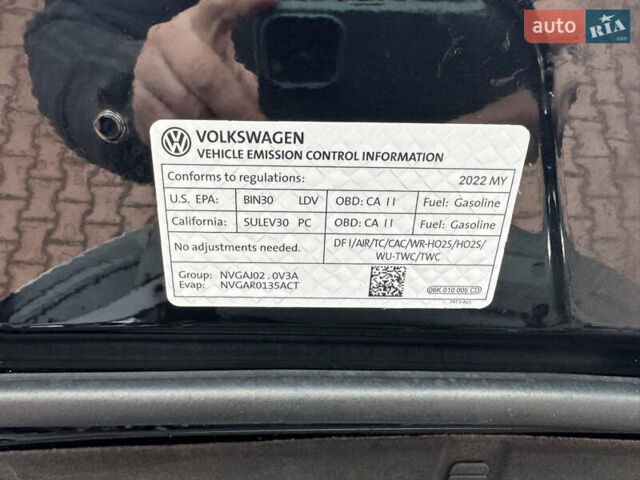 auto RIA .com
VOLKSWAGEN
VEHICLE EMISSION CONTROL INFORMATION
Conforms to regulations: 2022 MY
U.S. EPA: BIN30 LDV OBD: CA II Fuel: Gasoline
California: SULEV30 PC OBD: CA II Fuel: Gasoline
No adjustments needed. DFI/AIR/TC/CAC/WR-HO2S/HO2S/
WU-TWC/TWC
Group: NVGAJ02.0V3A
Evap: NVGAR0135ACT
06K 010 005 CD